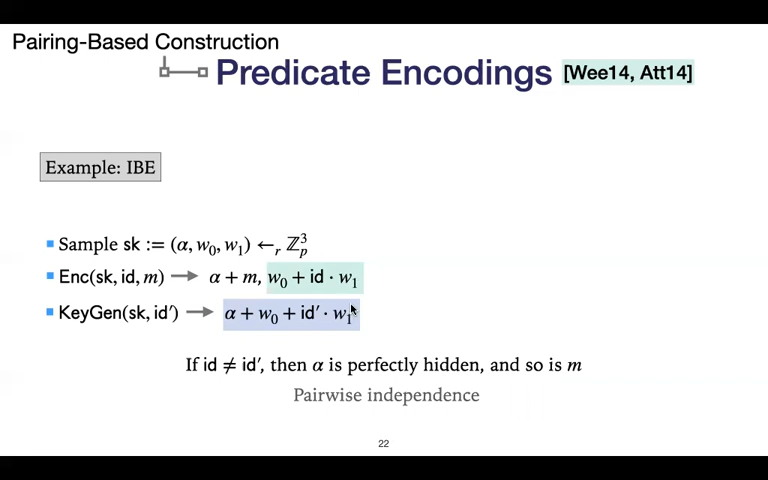 Pairing-Based Construction
Predicate Encodings [Wee14, Att14]
Example: IBE
▪ Sample sk := (α, w₀, w₁) ←ᵣ ℤ³ₚ
▪ Enc(sk, id, m) → α + m, w₀ + id · w₁
▪ KeyGen(sk, id′) → α + w₀ + id′ · w₁
If id ≠ id′, then α is perfectly hidden, and so is m
Pairwise independence
22